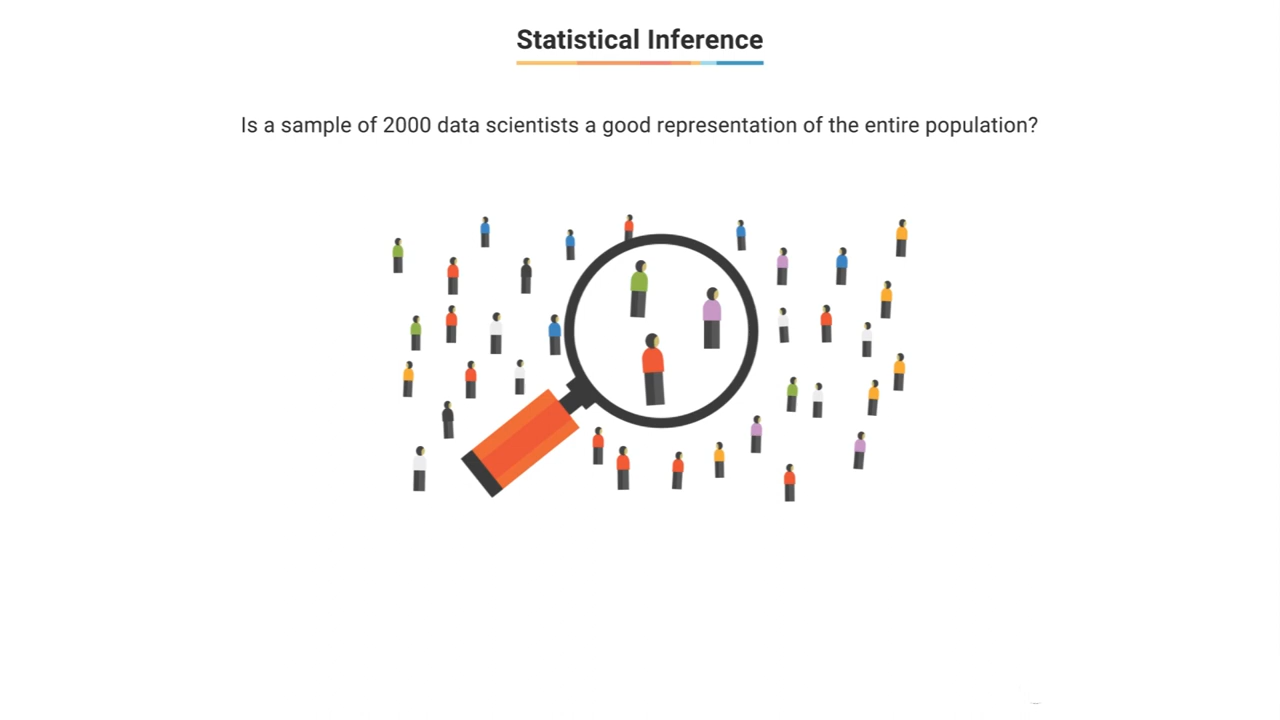 Statistical Inference
Is a sample of 2000 data scientists a good representation of the entire population?